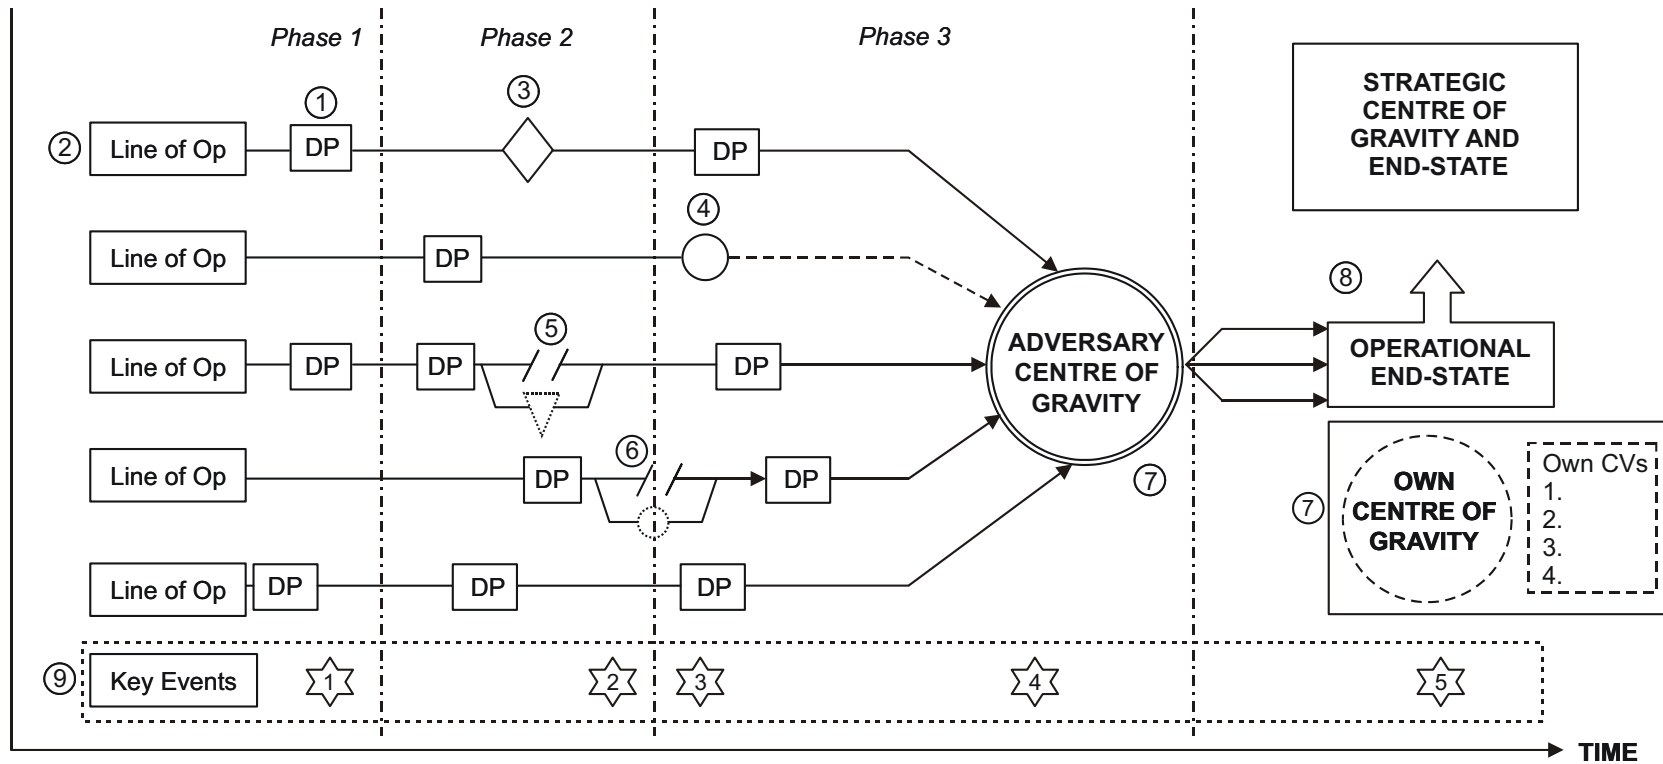 Phase 1
Phase 2
Phase 3
1
3
2
Line of Op
DP
DP
4
Line of Op
DP
5
Line of Op
DP
DP
DP
6
Line of Op
DP
DP
Line of Op
DP
DP
DP
ADVERSARY
CENTRE OF
GRAVITY
7
STRATEGIC
CENTRE OF
GRAVITY AND
END-STATE
8
OPERATIONAL
END-STATE
7
OWN
CENTRE OF
GRAVITY
Own CVs
1.
2.
3.
4.
9
Key Events
1
2
3
4
5
TIME